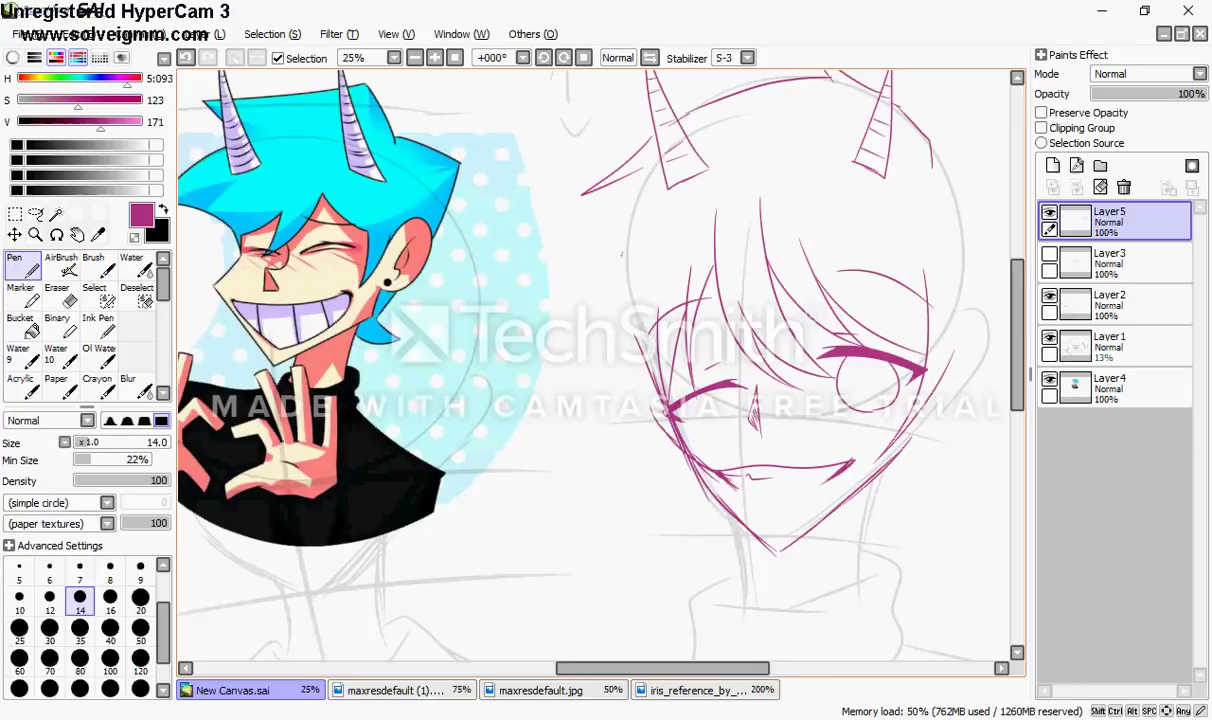 Unregistered HyperCam 3
www.solveigmm.com
SAI
Layer (L)
Selection (S)
Filter (T)
View (V)
Window (W)
Others (O)
Selection
25%
+000°
Normal
Stabilizer
S-3
H
5:093
S
123
V
171
Pen
AirBrush
Brush
Water
Marker
Eraser
Select
Deselect
Bucket
Binary
Ink Pen
Water 9
Water 10
Oil Water
Acrylic
Paper
Crayon
Blur
Normal
Size
x 1.0
14.0
Min Size
22%
Density
100
(simple circle)
0
(paper textures)
100
Advanced Settings
5 6 7 8 9
10 12 14 16 20
25 30 35 40 50
60 70 80 100 120
TechSmith
MADE WITH CAMTASIA FREE TRIAL
Paints Effect
Mode
Normal
Opacity
100%
Preserve Opacity
Clipping Group
Selection Source
Layer5
Normal
100%
Layer3
Normal
100%
Layer2
Normal
100%
Layer1
Normal
13%
Layer4
Normal
100%
New Canvas.sai
25%
maxresdefault (1)....
75%
maxresdefault.jpg
50%
iris_reference_by_...
200%
Memory load: 50% (762MB used / 1260MB reserved)
Shift Ctrl Alt SPC Any